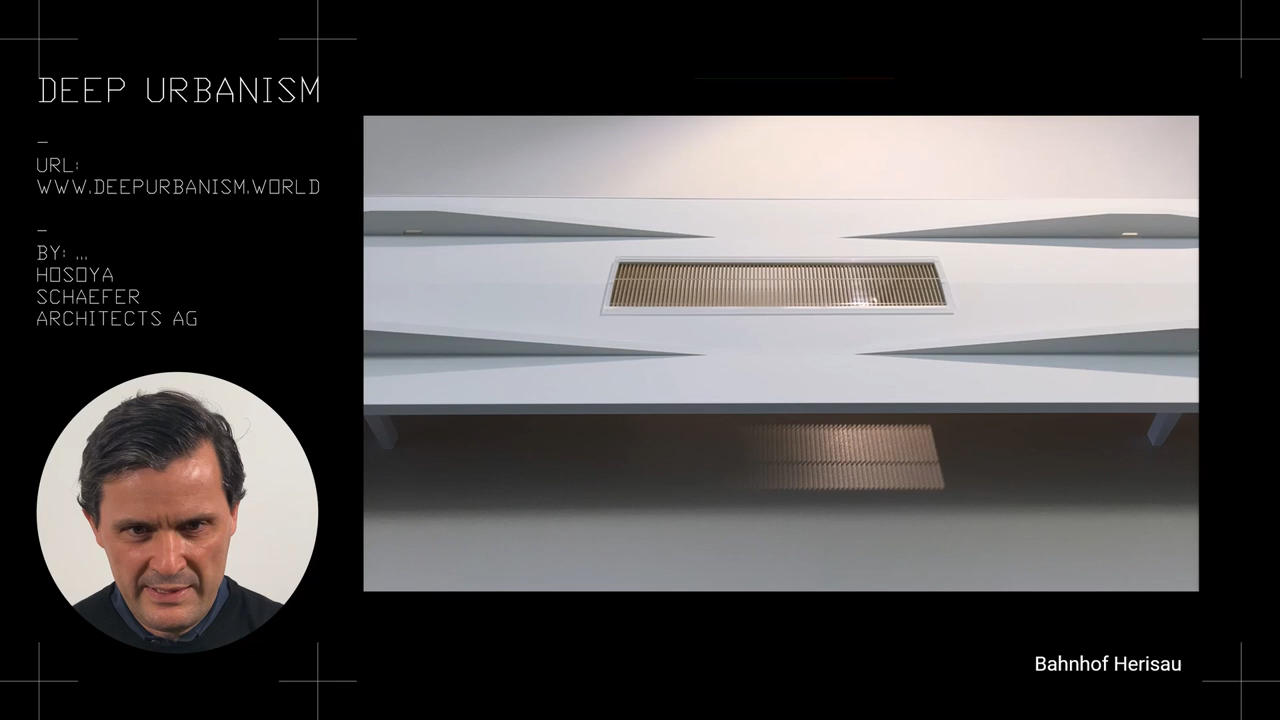 DEEP URBANISM
–
URL:
WWW.DEEPURBANISM.WORLD
–
BY: ...
HOSOYA
SCHAEFER
ARCHITECTS AG
Bahnhof Herisau